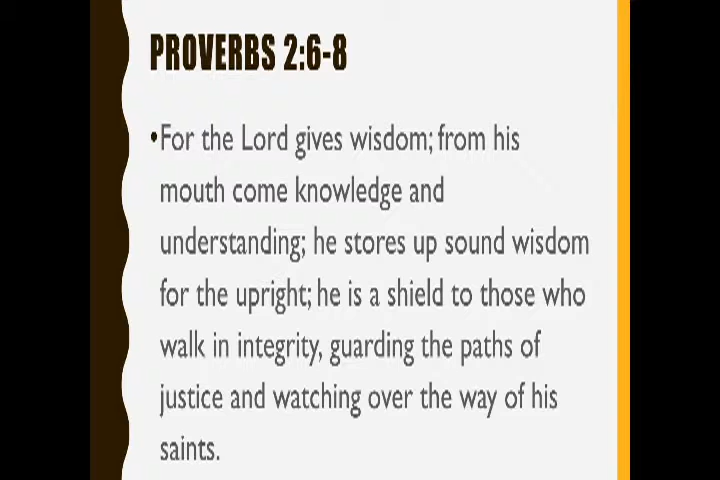 PROVERBS 2:6-8
•For the Lord gives wisdom; from his
mouth come knowledge and
understanding; he stores up sound wisdom
for the upright; he is a shield to those who
walk in integrity, guarding the paths of
justice and watching over the way of his
saints.